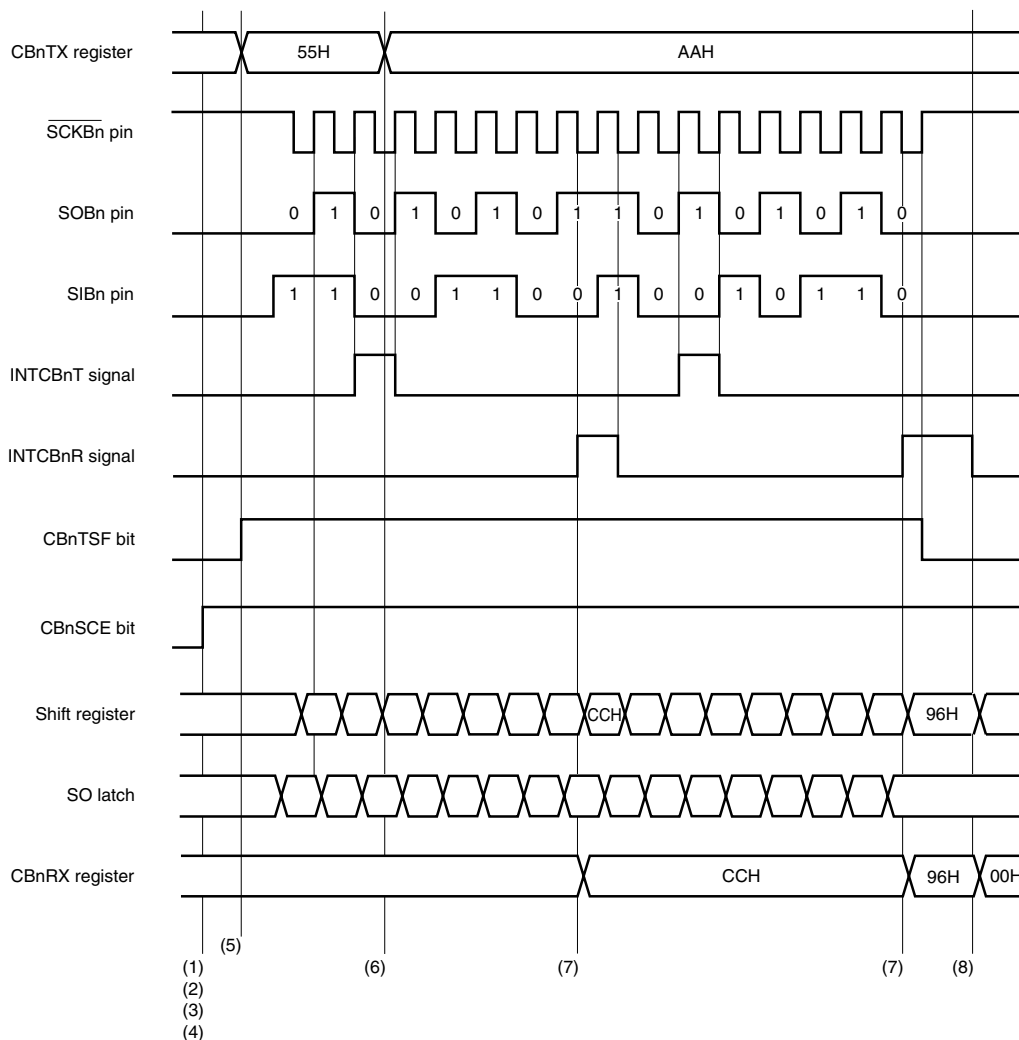 CBnTX register 55H AAH
SCKBn pin
SOBn pin 0 1 0 1 0 1 0 1 1 0 1 0 1 0 1 0
SIBn pin 1 1 0 0 1 1 0 0 1 0 0 1 0 1 1 0
INTCBnT signal
INTCBnR signal
CBnTSF bit
CBnSCE bit
Shift register CCH 96H
SO latch
CBnRX register CCH 96H 00H
(5)
(1) (6) (7) (7) (8)
(2)
(3)
(4)